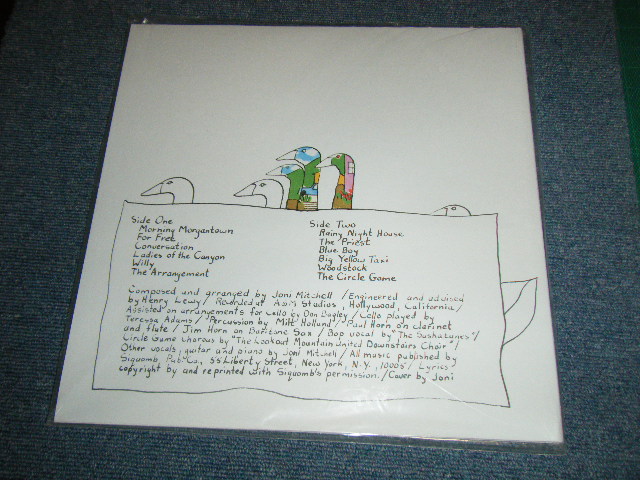 Side One
Morning Morgantown
For Free
Conversation
Ladies of the Canyon
Willy
The Arrangement
Side Two
Rainy Night House
The Priest
Blue Boy
Big Yellow Taxi
Woodstock
The Circle Game
Composed and arranged by Joni Mitchell / Engineered and advised
by Henry Lewy / Recorded at A&M Studios, Hollywood, California/
Assisted on arrangements for cello by Don Bagley / Cello played by
Teressa Adams / Percussion by Milt Holland / Paul Horn on clarinet
and flute / Jim Horn on Baritone Sax / Bop vocal by "The Saskatunes"/
Circle Game chorus by "The Lookout Mountain United Downstairs Choir"/
Other vocals, guitar and piano by Joni Mitchell / All music published by
Siquomb, Pub. Co., 55 Liberty Street, New York, N.Y., 10005 / Lyrics
copyright by and reprinted with Siquomb's permission. / Cover by Joni